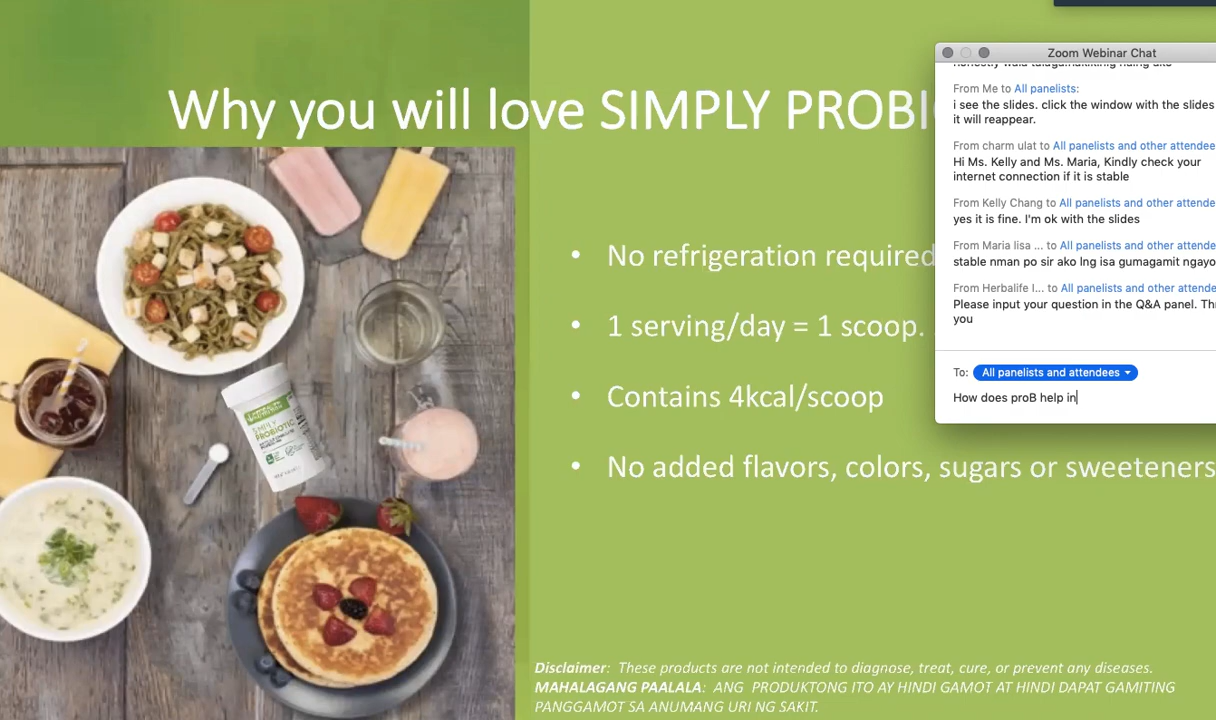 Why you will love SIMPLY PROBI
No refrigeration required
1 serving/day = 1 scoop.
Contains 4kcal/scoop
No added flavors, colors, sugars or sweeteners
Disclaimer: These products are not intended to diagnose, treat, cure, or prevent any diseases.
MAHALAGANG PAALALA: ANG PRODUKTONG ITO AY HINDI GAMOT AT HINDI DAPAT GAMITING
PANGGAMOT SA ANUMANG URI NG SAKIT.
SIMPLY
PROBIOTIC
Zoom Webinar Chat
From Me to All panelists:
i see the slides. click the window with the slides
it will reappear.
From charm ulat to All panelists and other attende
Hi Ms. Kelly and Ms. Maria, Kindly check your
internet connection if it is stable
From Kelly Chang to All panelists and other attende
yes it is fine. I'm ok with the slides
From Maria lisa ... to All panelists and other attende
stable nman po sir ako lng isa gumagamit ngayo
From Herbalife I... to All panelists and other attende
Please input your question in the Q&A panel. Th
you
To: All panelists and attendees
How does proB help in